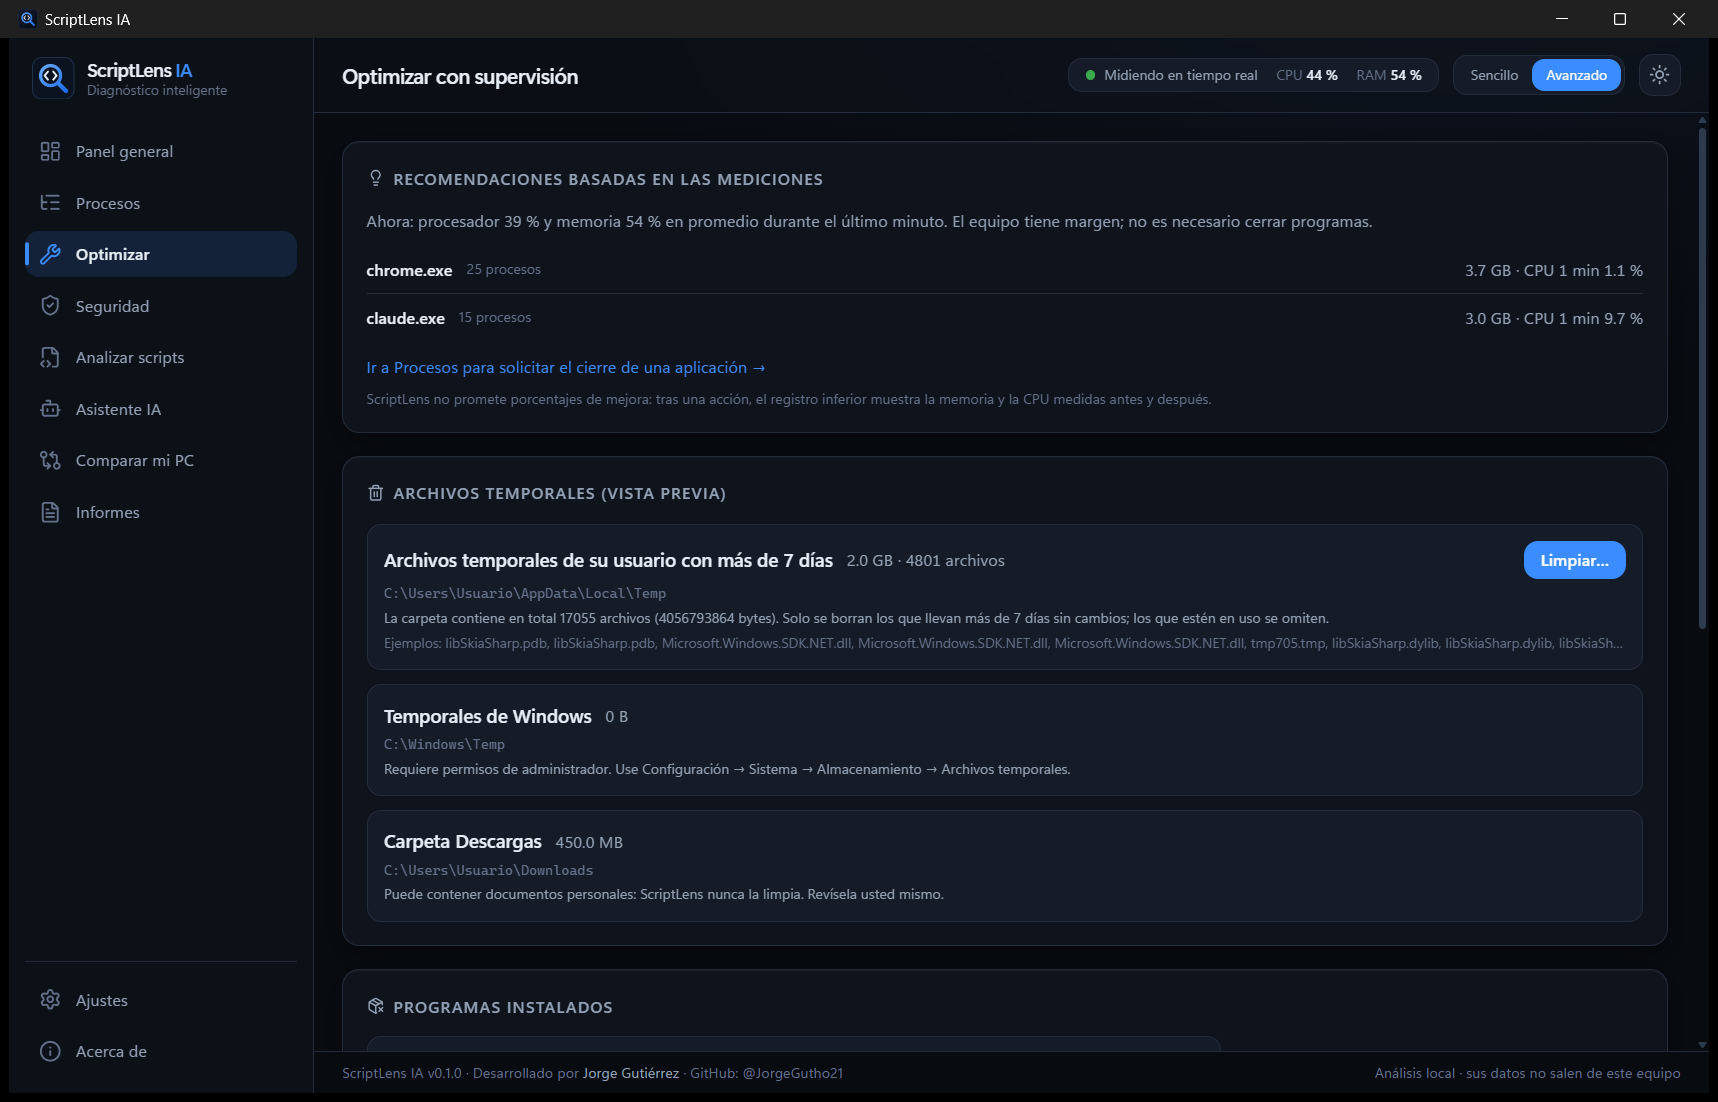 ScriptLens IA
ScriptLens IA
Diagnóstico inteligente
Panel general
Procesos
Optimizar
Seguridad
Analizar scripts
Asistente IA
Comparar mi PC
Informes
Ajustes
Acerca de
Optimizar con supervisión
Midiendo en tiempo real CPU 44 % RAM 54 %
Sencillo Avanzado
RECOMENDACIONES BASADAS EN LAS MEDICIONES
Ahora: procesador 39 % y memoria 54 % en promedio durante el último minuto. El equipo tiene margen; no es necesario cerrar programas.
chrome.exe 25 procesos 3.7 GB · CPU 1 min 1.1 %
claude.exe 15 procesos 3.0 GB · CPU 1 min 9.7 %
Ir a Procesos para solicitar el cierre de una aplicación →
ScriptLens no promete porcentajes de mejora: tras una acción, el registro inferior muestra la memoria y la CPU medidas antes y después.
ARCHIVOS TEMPORALES (VISTA PREVIA)
Archivos temporales de su usuario con más de 7 días 2.0 GB · 4801 archivos Limpiar...
C:\Users\Usuario\AppData\Local\Temp
La carpeta contiene en total 17055 archivos (4056793864 bytes). Solo se borran los que llevan más de 7 días sin cambios; los que estén en uso se omiten.
Ejemplos: libSkiaSharp.pdb, libSkiaSharp.pdb, Microsoft.Windows.SDK.NET.dll, Microsoft.Windows.SDK.NET.dll, Microsoft.Windows.SDK.NET.dll, tmp705.tmp, libSkiaSharp.dylib, libSkiaSharp.dylib, libSkiaSh...
Temporales de Windows 0 B
C:\Windows\Temp
Requiere permisos de administrador. Use Configuración → Sistema → Almacenamiento → Archivos temporales.
Carpeta Descargas 450.0 MB
C:\Users\Usuario\Downloads
Puede contener documentos personales: ScriptLens nunca la limpia. Revísela usted mismo.
PROGRAMAS INSTALADOS
ScriptLens IA v0.1.0 · Desarrollado por Jorge Gutiérrez · GitHub: @JorgeGutho21
Análisis local · sus datos no salen de este equipo